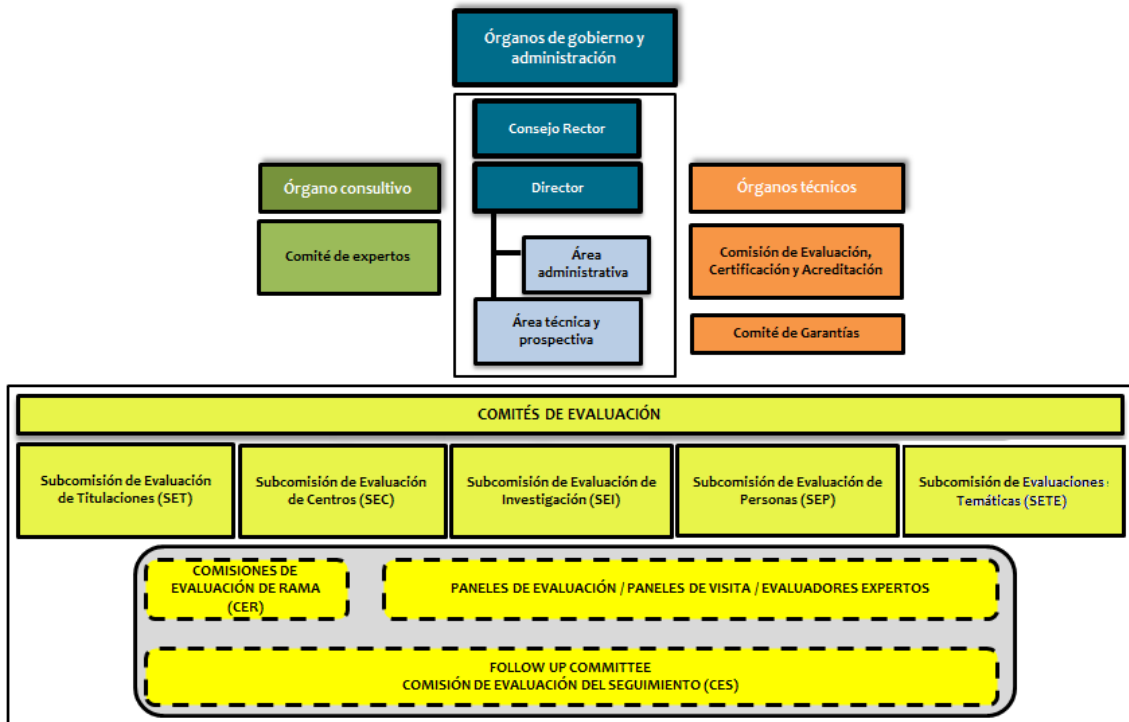 Órganos de gobierno y
administración
Consejo Rector
Director
Área
administrativa
Área técnica y
prospectiva
Órgano consultivo
Comité de expertos
Órganos técnicos
Comisión de Evaluación,
Certificación y Acreditación
Comité de Garantías
COMITÉS DE EVALUACIÓN
Subcomisión de Evaluación
de Titulaciones (SET)
Subcomisión de Evaluación
de Centros (SEC)
Subcomisión de Evaluación de
Investigación (SEI)
Subcomisión de Evaluación de
Personas (SEP)
Subcomisión de Evaluaciones
Temáticas (SETE)
COMISIONES DE
EVALUACIÓN DE RAMA
(CER)
PANELES DE EVALUACIÓN / PANELES DE VISITA / EVALUADORES EXPERTOS
FOLLOW UP COMMITTEE
COMISIÓN DE EVALUACIÓN DEL SEGUIMIENTO (CES)